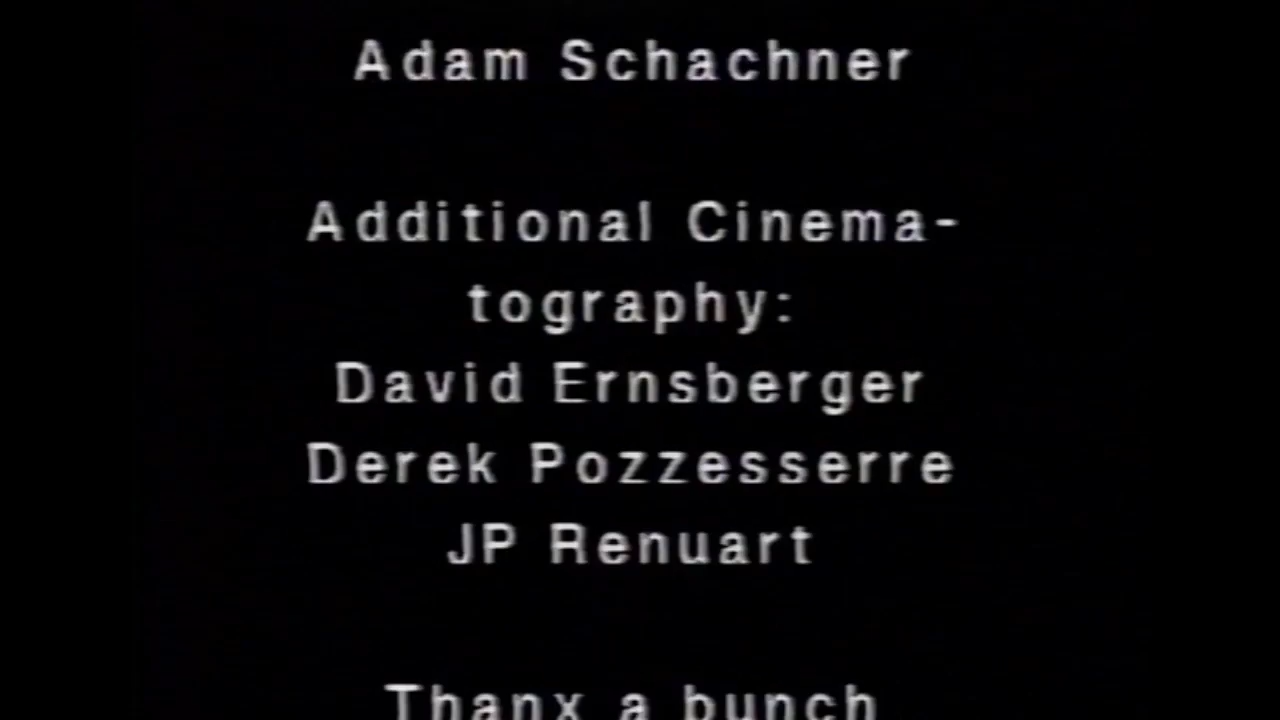 Adam Schachner
Additional Cinema-
tography:
David Ernsberger
Derek Pozzesserre
JP Renuart
Thanx a bunch